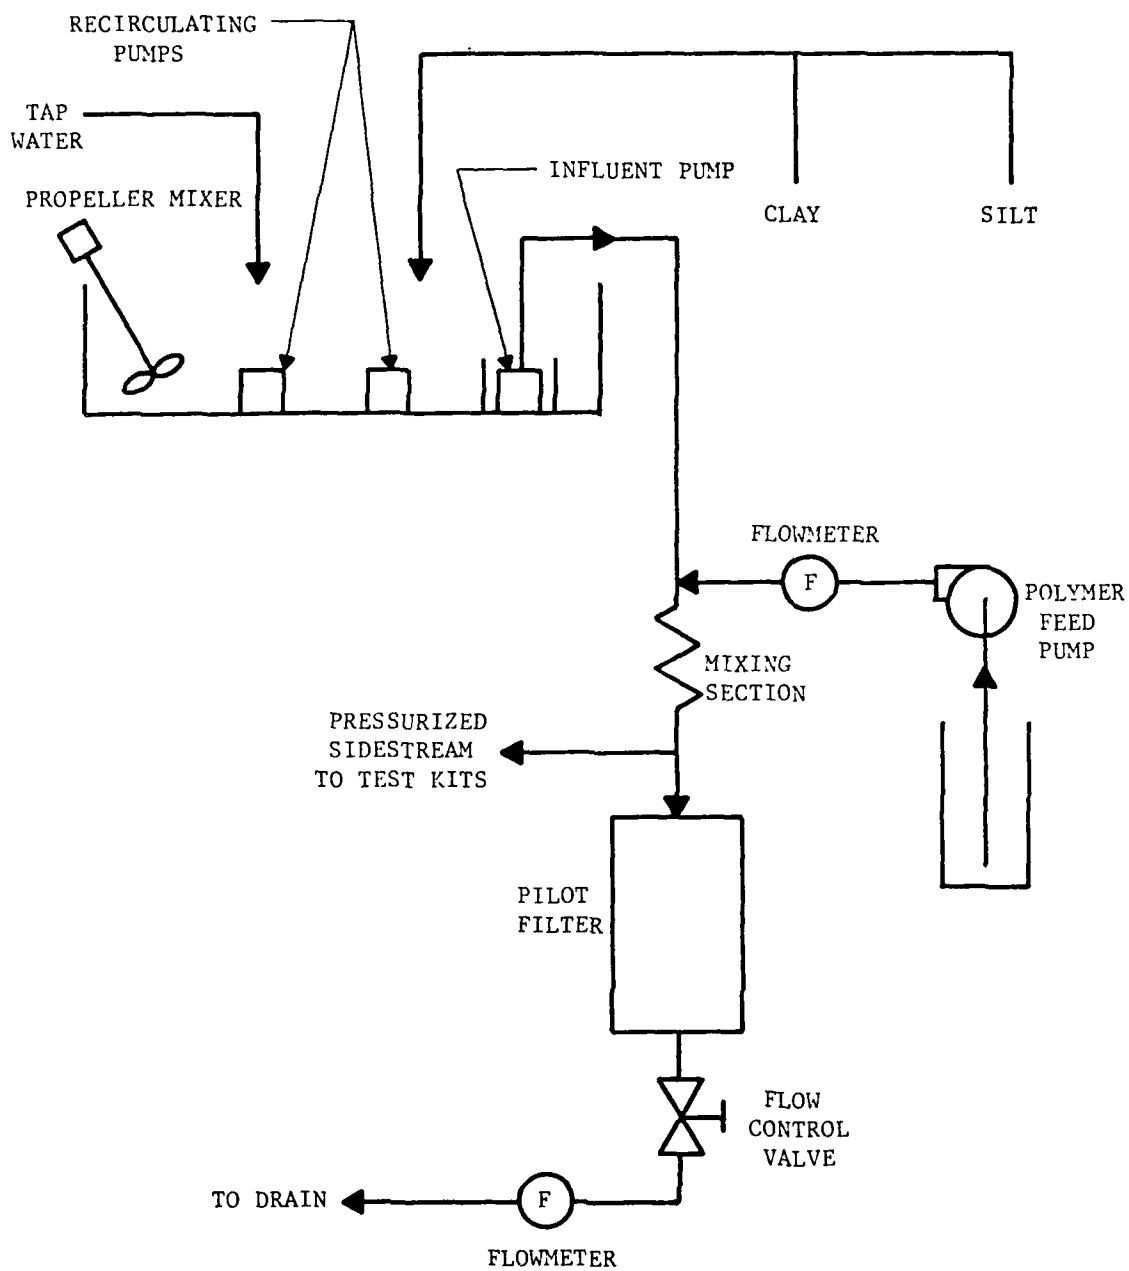 RECIRCULATING
PUMPS
TAP
WATER
INFLUENT PUMP
PROPELLER MIXER
CLAY
SILT
FLOWMETER
F
POLYMER
FEED
PUMP
MIXING
SECTION
PRESSURIZED
SIDESTREAM
TO TEST KITS
PILOT
FILTER
FLOW
CONTROL
VALVE
TO DRAIN
F
FLOWMETER